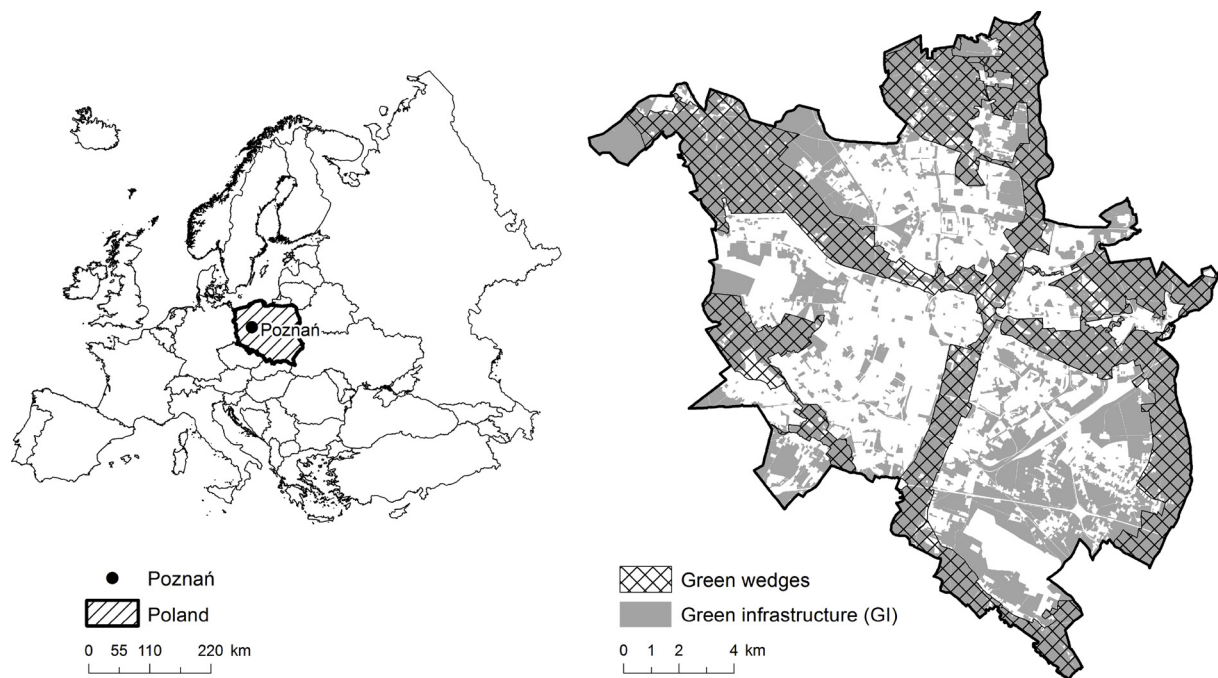 Poznań
Poznań
Poland
0 55 110 220 km
Green wedges
Green infrastructure (GI)
0 1 2 4 km